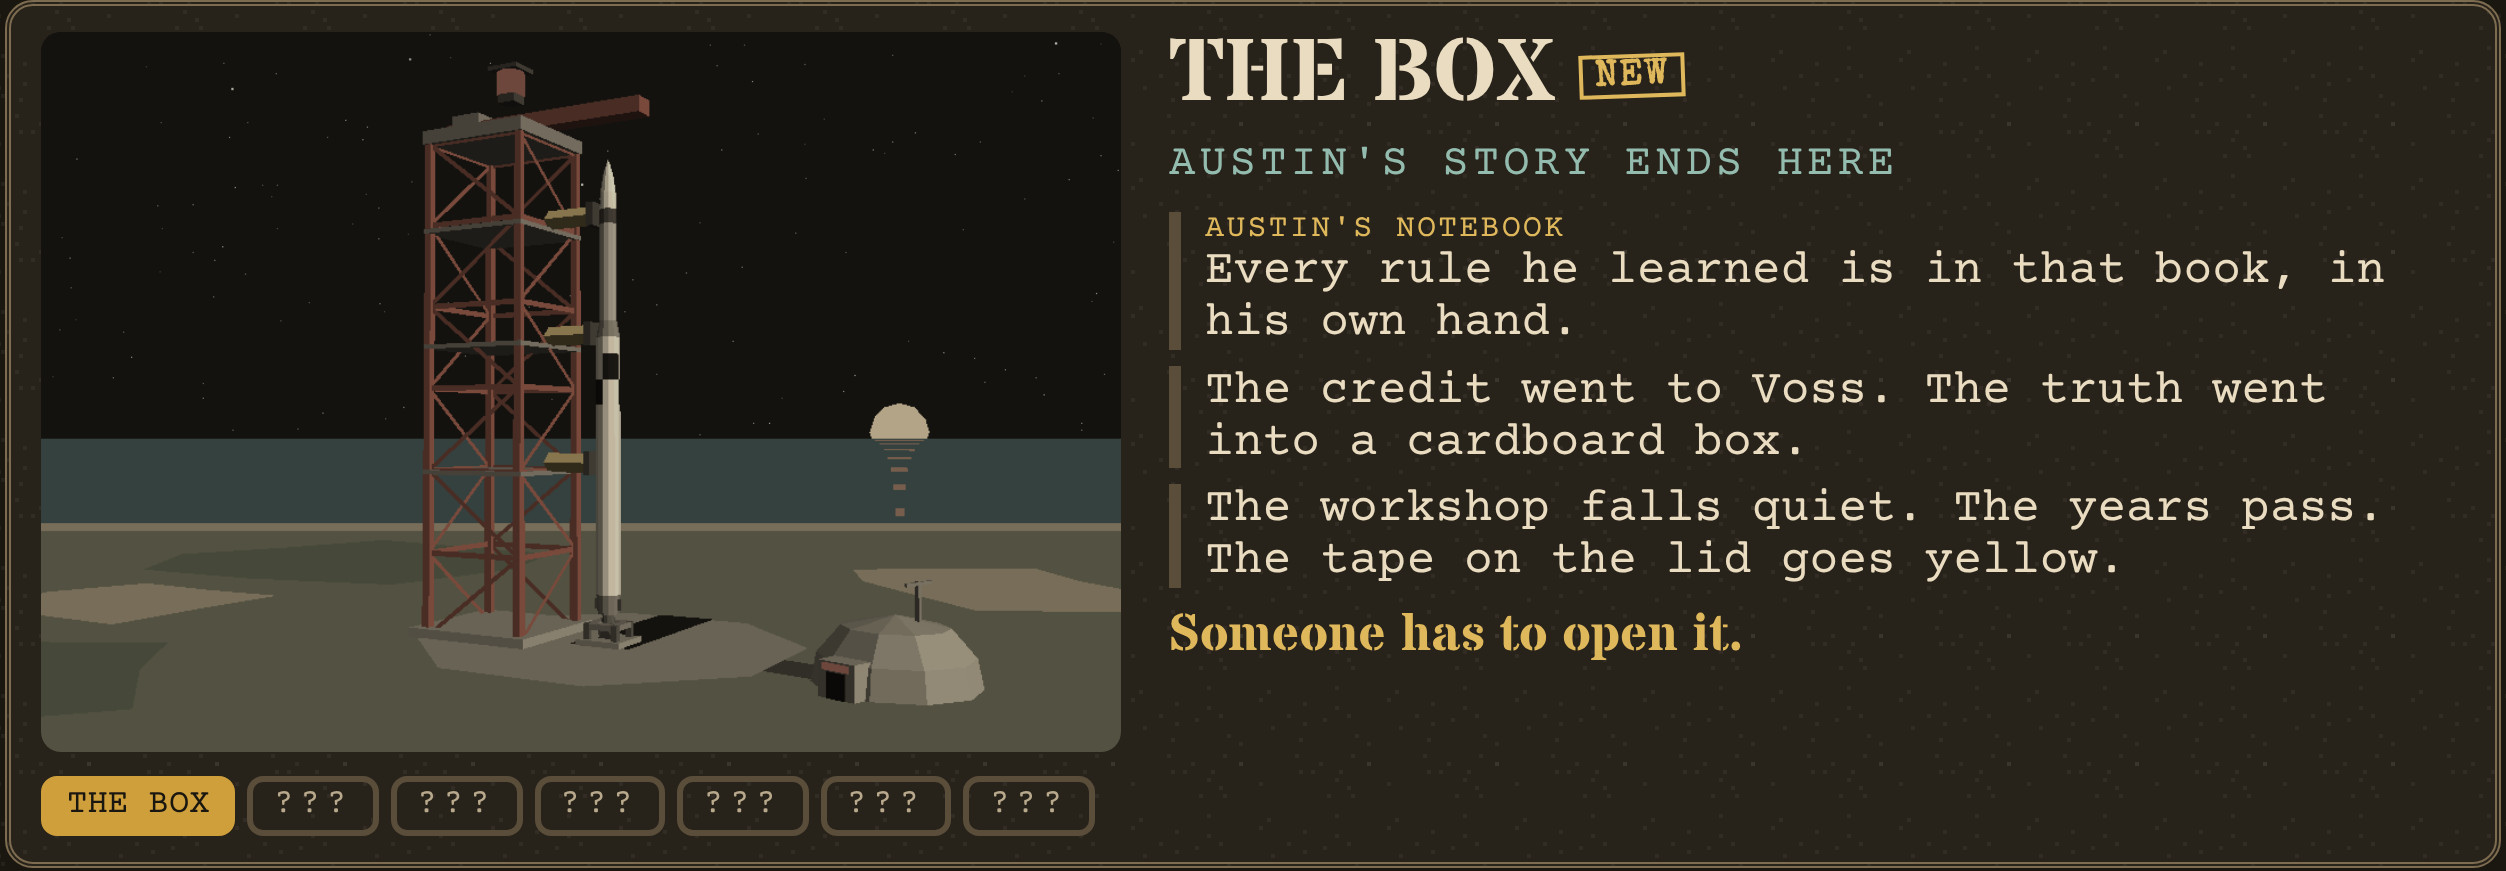 THE BOX NEW
AUSTIN'S STORY ENDS HERE
AUSTIN'S NOTEBOOK
Every rule he learned is in that book, in
his own hand.
The credit went to Voss. The truth went
into a cardboard box.
The workshop falls quiet. The years pass.
The tape on the lid goes yellow.
Someone has to open it.
THE BOX ??? ??? ??? ??? ??? ???